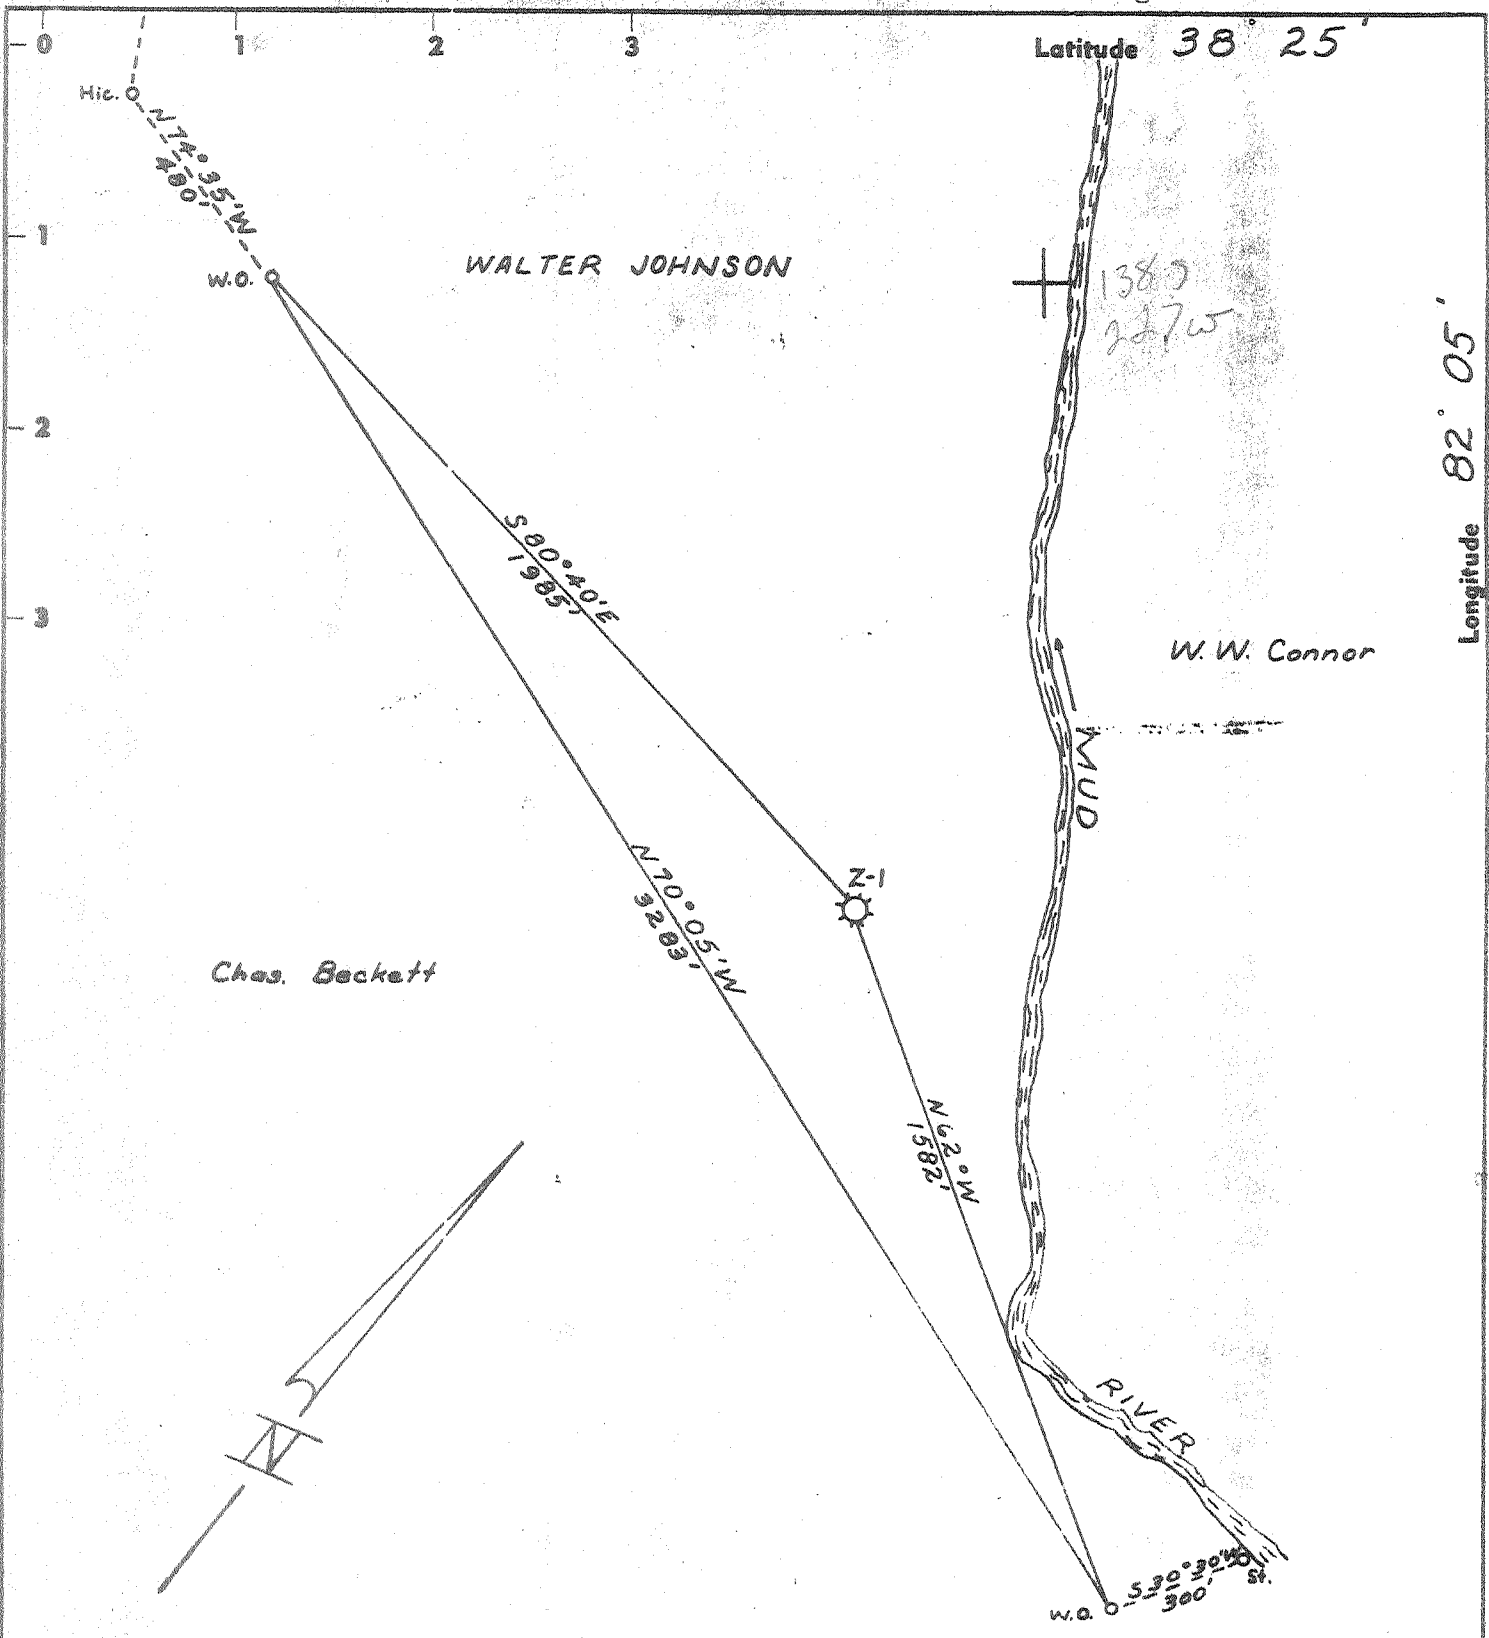 0 1 2 3
Latitude 38° 25'
Hic.
N 74° 35' W
480'
1
W.O.
WALTER JOHNSON
2
Longitude 82° 05'
S 80° 40' E
1985'
3
W. W. Connor
MUD
Z-1
N 70° 05' W
3283'
Chas. Beckett
N 62° W
1582'
N
RIVER
S 30° 30' W
300'
St.
W.O.